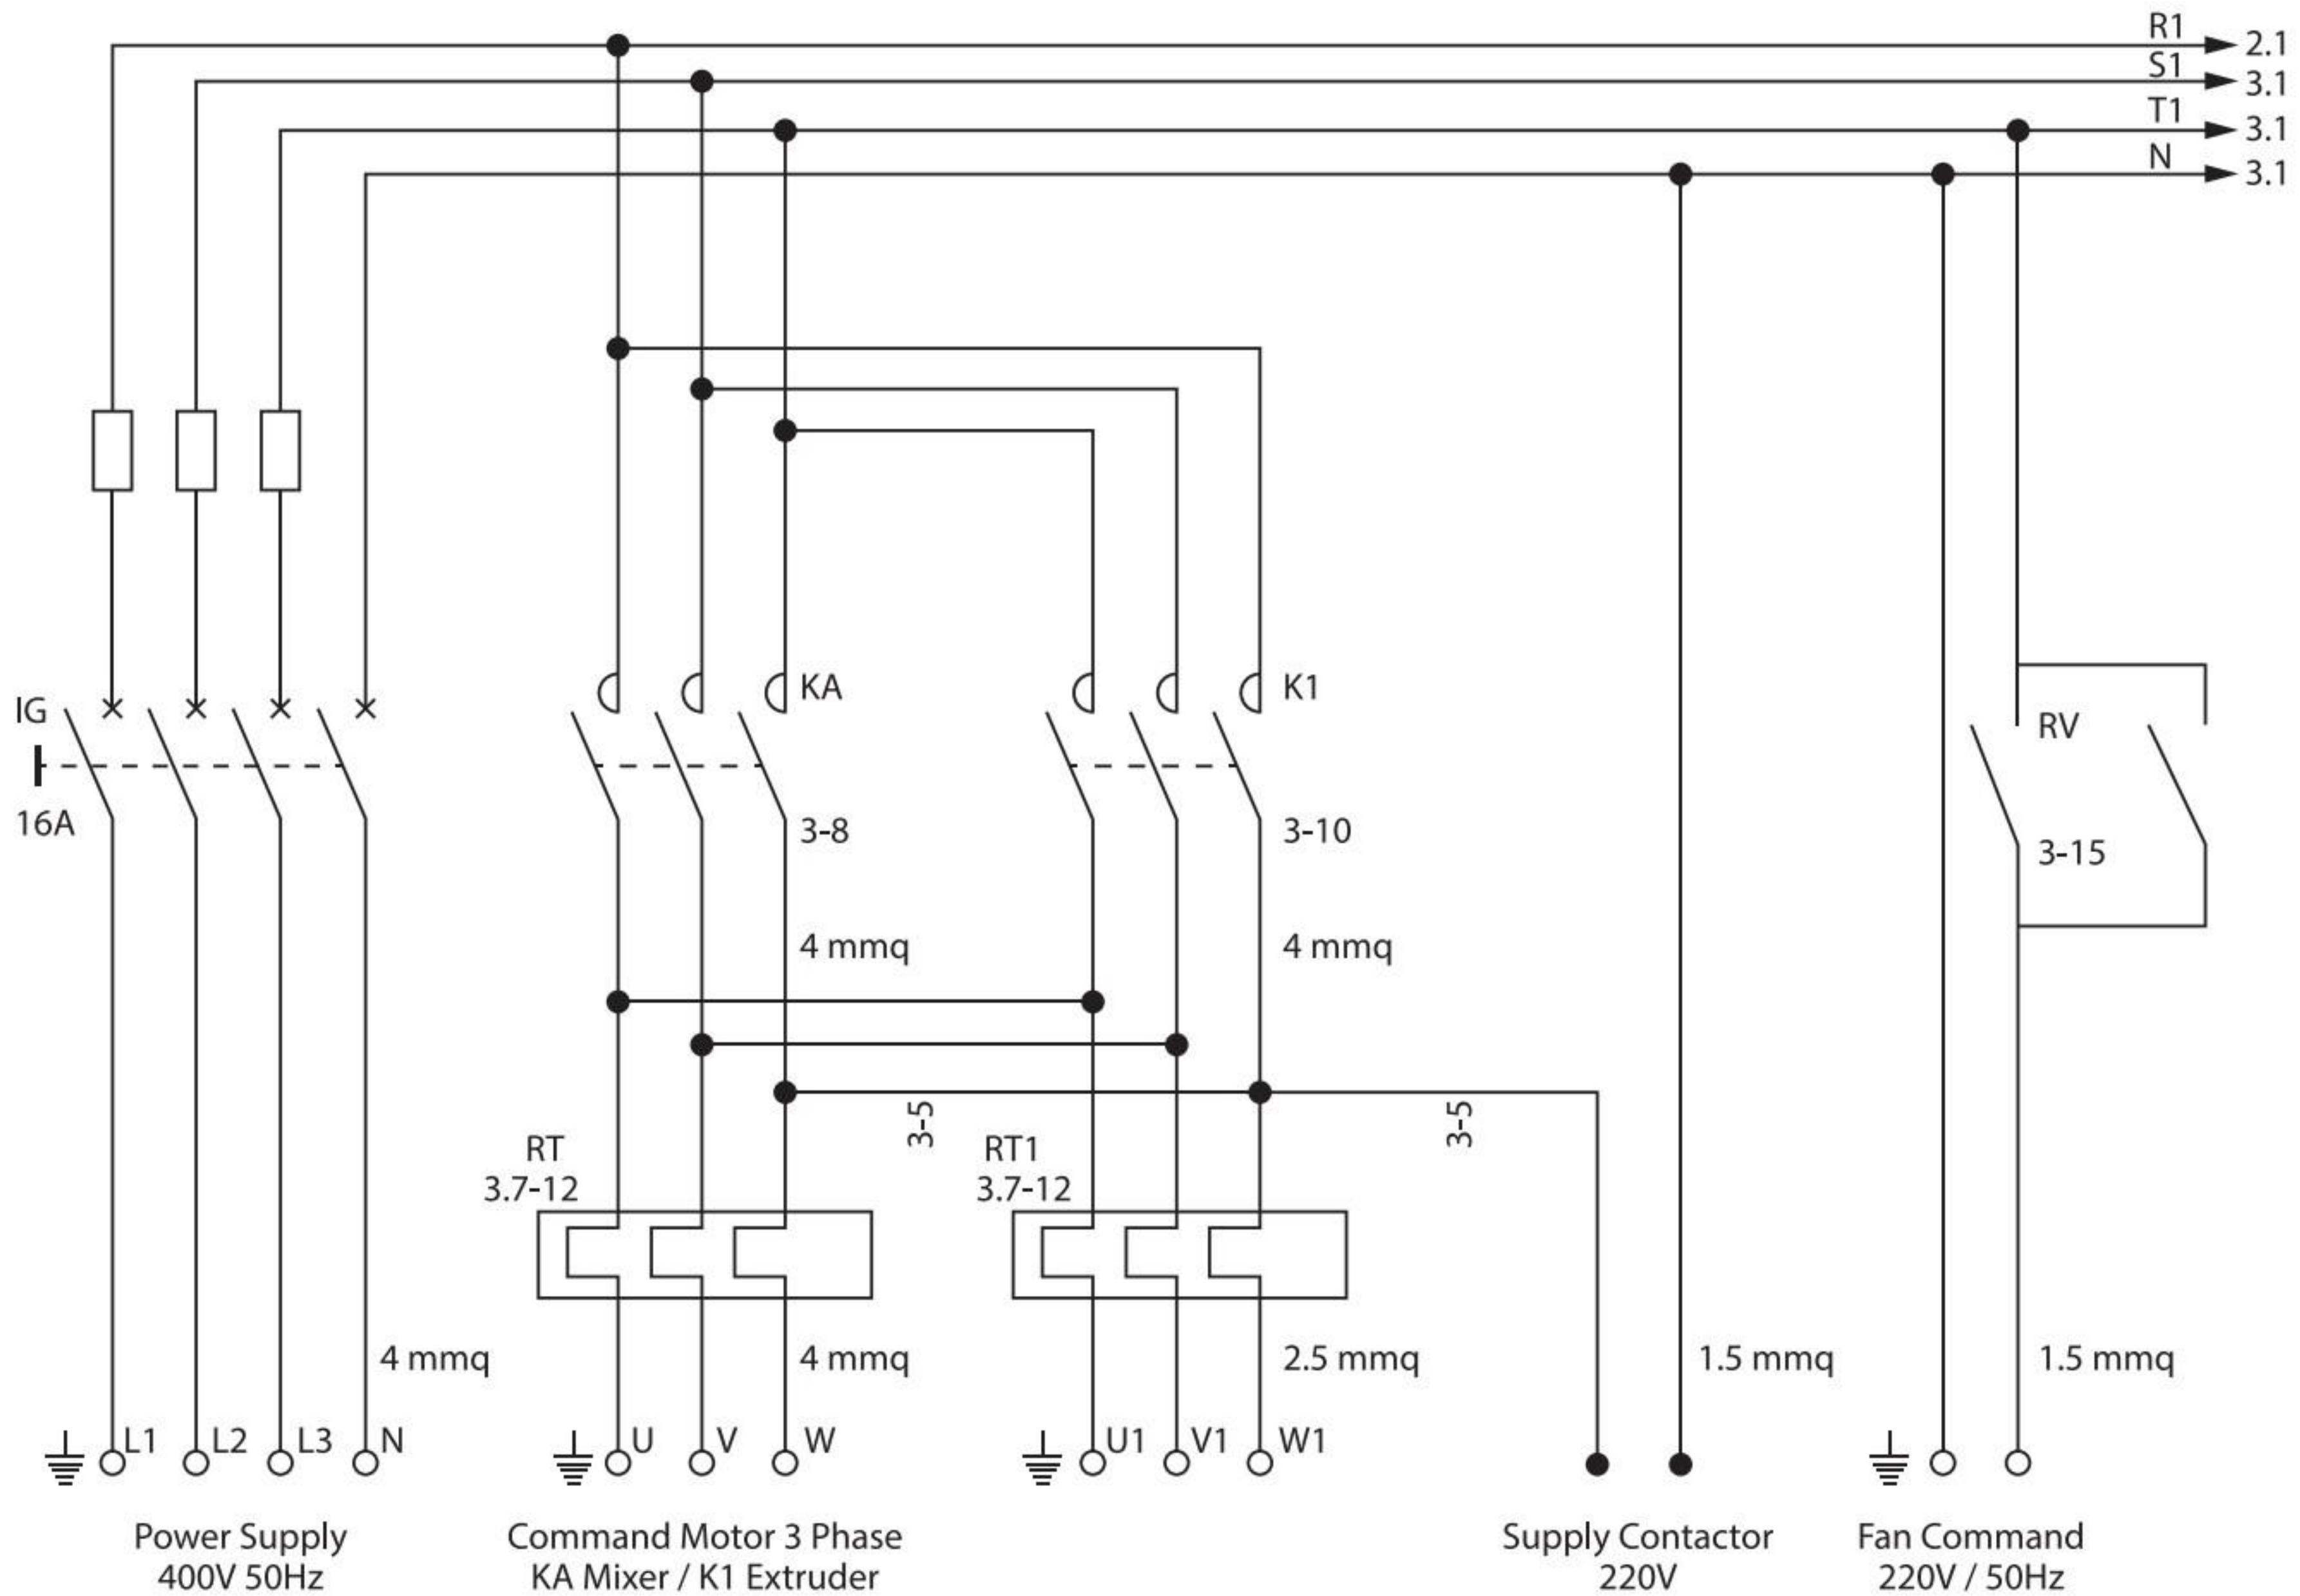 R1
2.1
S1
3.1
T1
3.1
N
3.1
IG
16A
KA
3-8
4 mmq
K1
3-10
4 mmq
RV
3-15
3-5
3-5
RT
3.7-12
RT1
3.7-12
4 mmq
4 mmq
2.5 mmq
1.5 mmq
1.5 mmq
L1
L2
L3
N
U
V
W
U1
V1
W1
Power Supply
400V 50Hz
Command Motor 3 Phase
KA Mixer / K1 Extruder
Supply Contactor
220V
Fan Command
220V / 50Hz